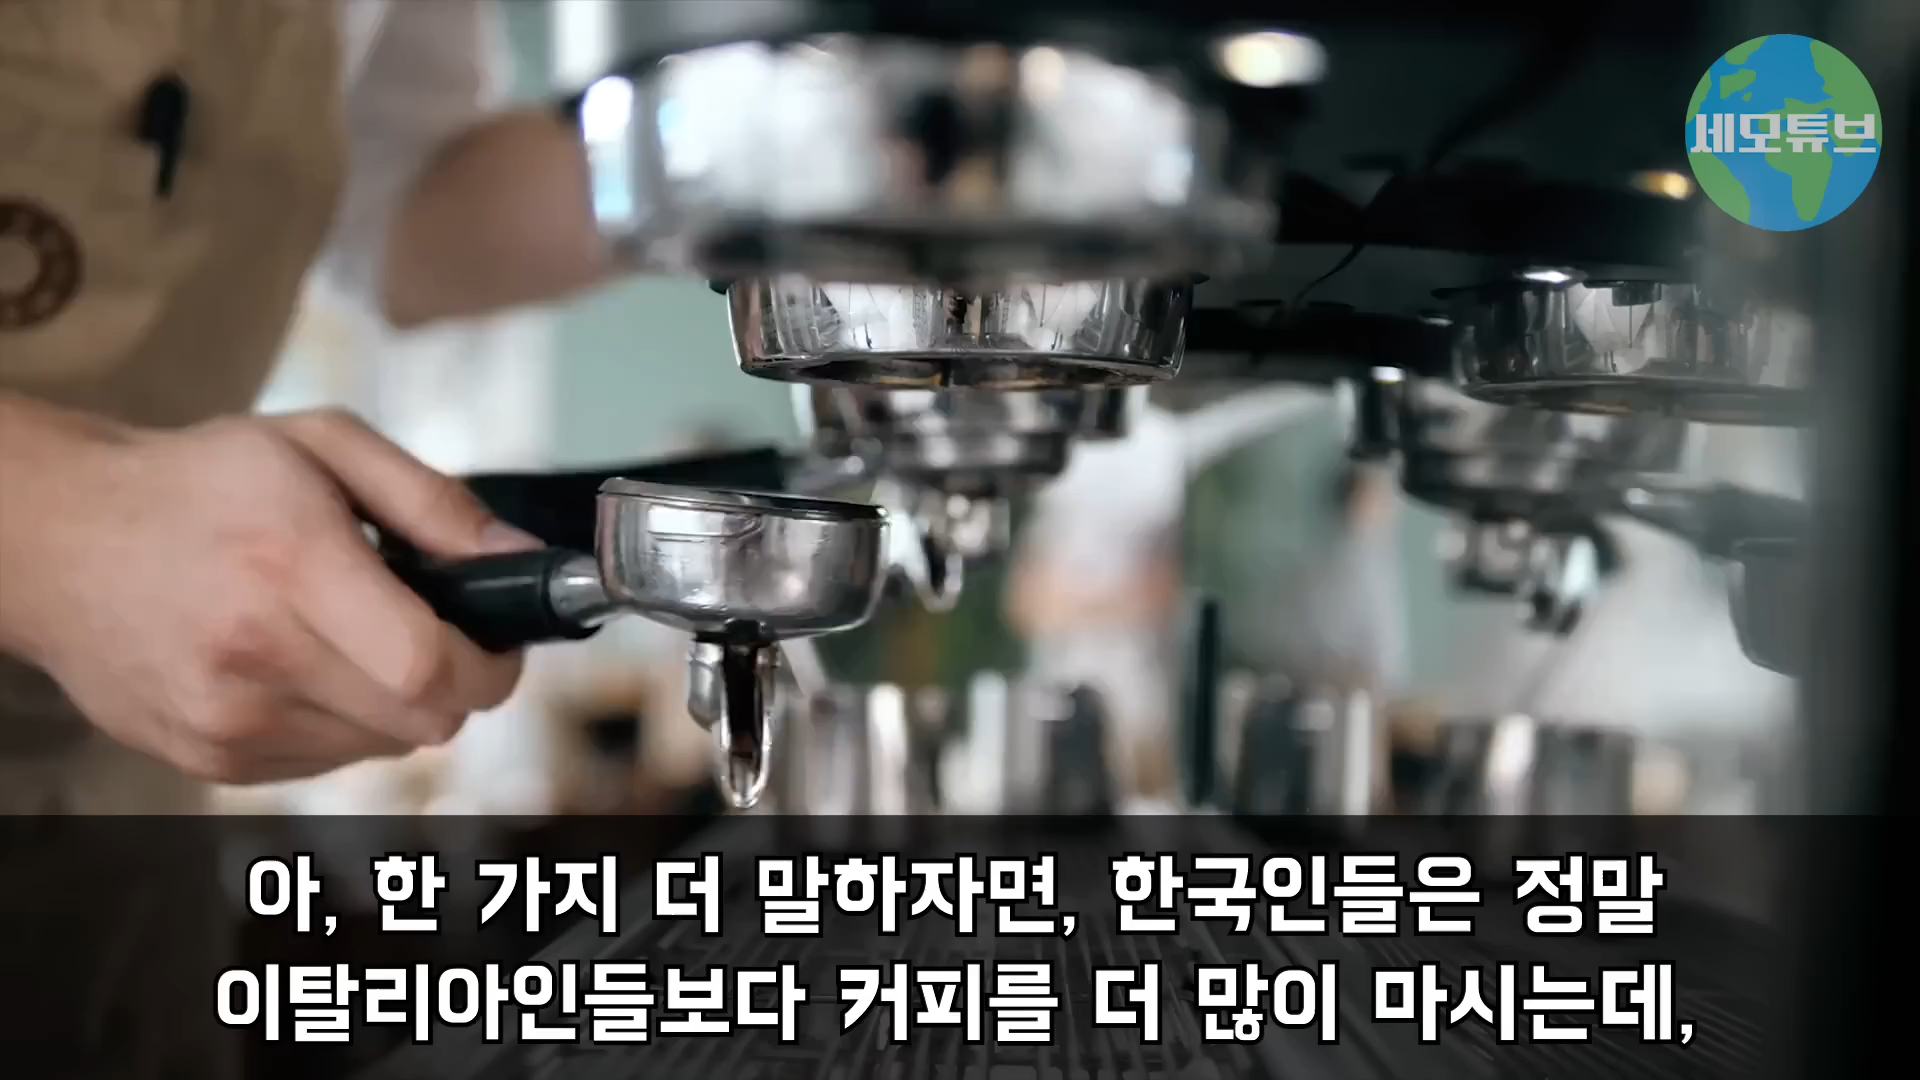 세모튜브
아, 한 가지 더 말하자면, 한국인들은 정말
이탈리아인들보다 커피를 더 많이 마시는데,